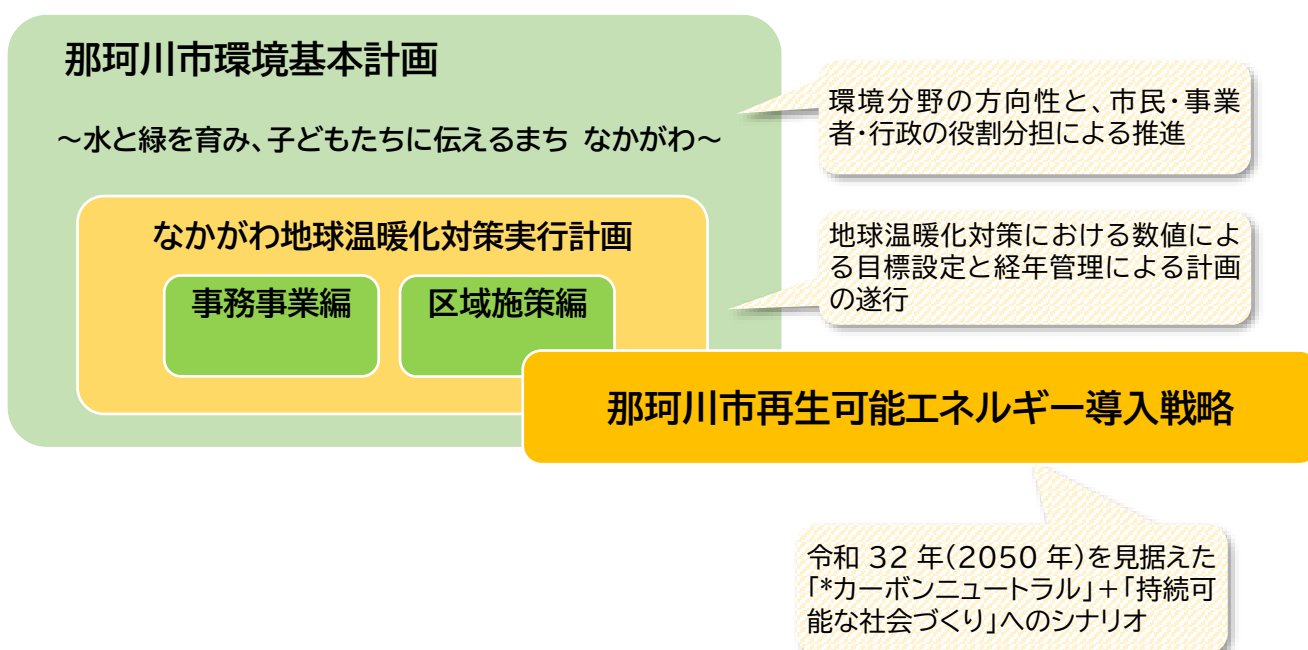 那珂川市環境基本計画
～水と緑を育み、子どもたちに伝えるまち なかがわ～
環境分野の方向性と、市民・事業
者・行政の役割分担による推進
なかがわ地球温暖化対策実行計画
事務事業編
区域施策編
地球温暖化対策における数値によ
る目標設定と経年管理による計画
の遂行
那珂川市再生可能エネルギー導入戦略
令和 32 年(2050 年)を見据えた
「*カーボンニュートラル」+「持続可
能な社会づくり」へのシナリオ